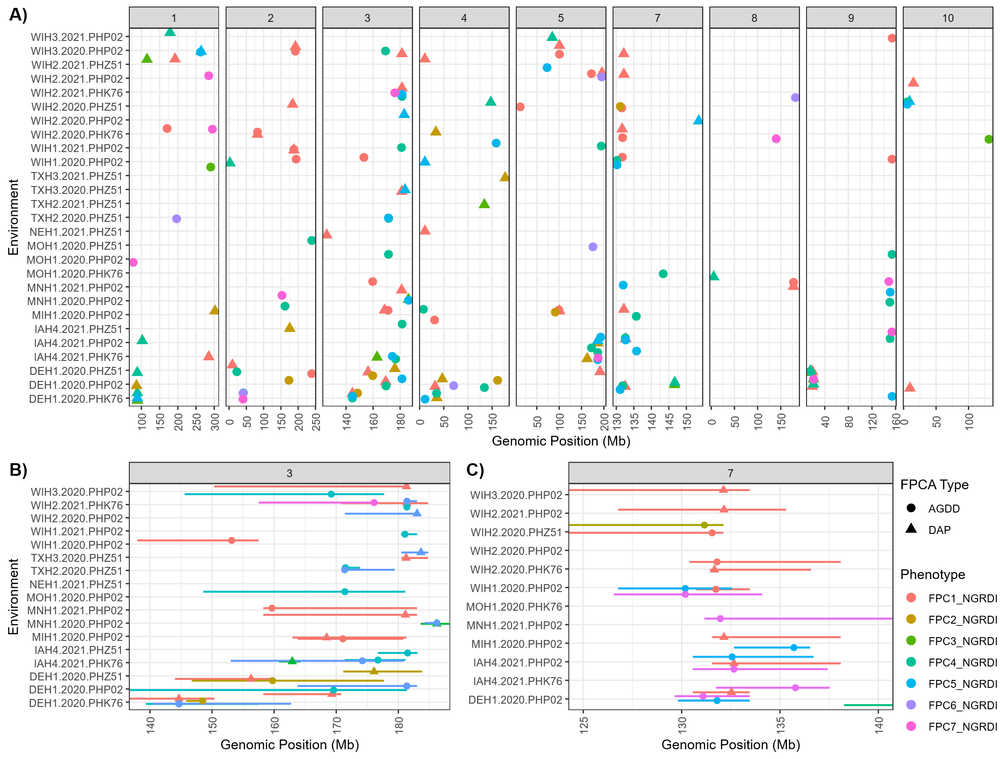 A)
1 2 3 4 5 7 8 9 10
WIH3.2021.PHP02
WIH3.2020.PHP02
WIH2.2021.PHZ51
WIH2.2021.PHP02
WIH2.2021.PHK76
WIH2.2020.PHZ51
WIH2.2020.PHP02
WIH2.2020.PHK76
WIH1.2021.PHP02
WIH1.2020.PHP02
TXH3.2021.PHZ51
TXH3.2020.PHZ51
TXH2.2021.PHZ51
TXH2.2020.PHZ51
NEH1.2021.PHZ51
MOH1.2020.PHZ51
MOH1.2020.PHP02
MOH1.2020.PHK76
MNH1.2021.PHP02
MNH1.2020.PHP02
MIH1.2020.PHP02
IAH4.2021.PHZ51
IAH4.2021.PHP02
IAH4.2021.PHK76
DEH1.2020.PHZ51
DEH1.2020.PHP02
DEH1.2020.PHK76
Environment
100 150 200 250 300 0 50 100 150 200 250 140 160 180 0 50 100 150 50 100 150 200 130 135 140 145 150 0 50 100 150 40 80 120 160 0 50 100
Genomic Position (Mb)
B)
3
WIH3.2020.PHP02
WIH2.2021.PHK76
WIH2.2020.PHP02
WIH1.2021.PHP02
WIH1.2020.PHP02
TXH3.2020.PHZ51
TXH2.2020.PHZ51
NEH1.2021.PHZ51
MOH1.2020.PHP02
MNH1.2021.PHP02
MNH1.2020.PHP02
MIH1.2020.PHP02
IAH4.2021.PHZ51
IAH4.2021.PHK76
DEH1.2020.PHZ51
DEH1.2020.PHP02
DEH1.2020.PHK76
Environment
140 150 160 170 180
Genomic Position (Mb)
C)
7
WIH3.2020.PHP02
WIH2.2021.PHP02
WIH2.2020.PHZ51
WIH2.2020.PHP02
WIH2.2020.PHK76
WIH1.2020.PHP02
MOH1.2020.PHK76
MNH1.2021.PHP02
MIH1.2020.PHP02
IAH4.2021.PHP02
IAH4.2021.PHK76
DEH1.2020.PHP02
125 130 135 140
Genomic Position (Mb)
FPCA Type
AGDD
DAP
Phenotype
FPC1_NGRDI
FPC2_NGRDI
FPC3_NGRDI
FPC4_NGRDI
FPC5_NGRDI
FPC6_NGRDI
FPC7_NGRDI